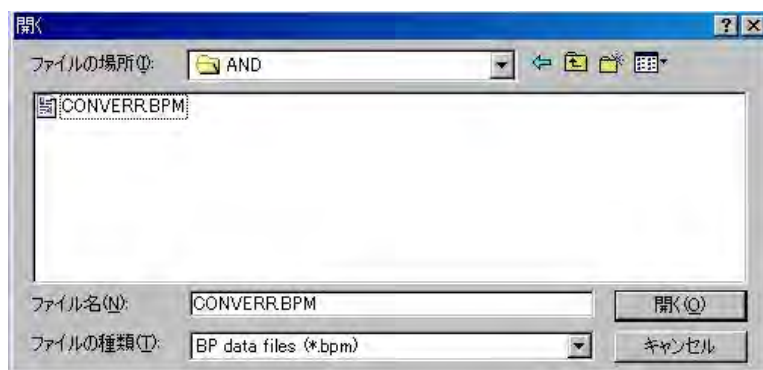 開く
ファイルの場所(I): AND
CONVERR.BPM
ファイル名(N): CONVERR.BPM 開く(O)
ファイルの種類(T): BP data files (*.bpm) キャンセル